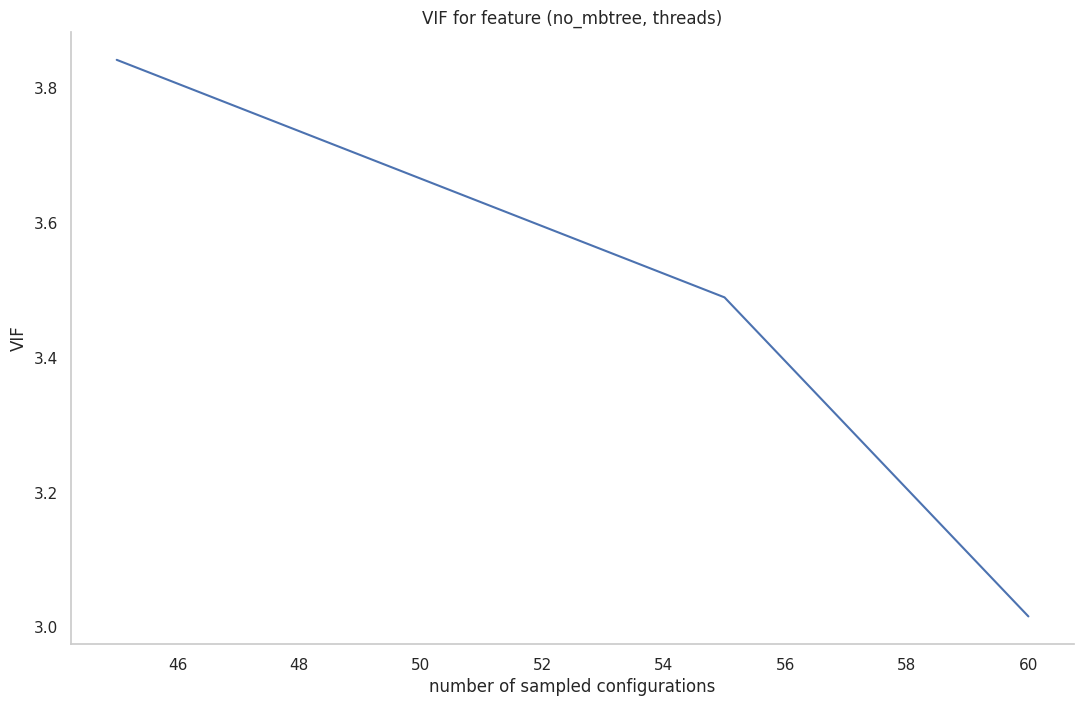 VIF for feature (no_mbtree, threads)
VIF
3.8
3.6
3.4
3.2
3.0
46 48 50 52 54 56 58 60
number of sampled configurations